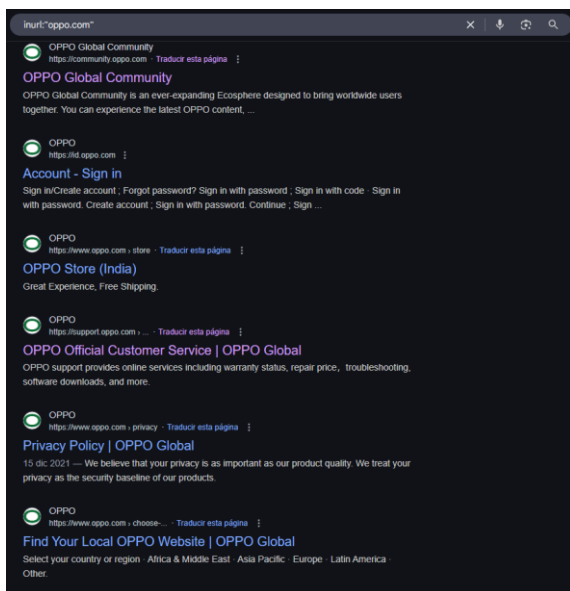 inurl:"oppo.com"
OPPO Global Community
https://community.oppo.com · Traducir esta página
OPPO Global Community
OPPO Global Community is an ever-expanding Ecosphere designed to bring worldwide users
together. You can experience the latest OPPO content, ...
OPPO
https://id.oppo.com
Account - Sign in
Sign in/Create account ; Forgot password? Sign in with password ; Sign in with code · Sign in
with password. Create account ; Sign in with password. Continue ; Sign ...
OPPO
https://www.oppo.com › store · Traducir esta página
OPPO Store (India)
Great Experience, Free Shipping.
OPPO
https://support.oppo.com › ... · Traducir esta página
OPPO Official Customer Service | OPPO Global
OPPO support provides online services including warranty status, repair price，troubleshooting,
software downloads, and more.
OPPO
https://www.oppo.com › privacy · Traducir esta página
Privacy Policy | OPPO Global
15 dic 2021 — We believe that your privacy is as important as our product quality. We treat your
privacy as the security baseline of our products.
OPPO
https://www.oppo.com › choose-... · Traducir esta página
Find Your Local OPPO Website | OPPO Global
Select your country or region · Africa & Middle East · Asia Pacific · Europe · Latin America ·
Other.